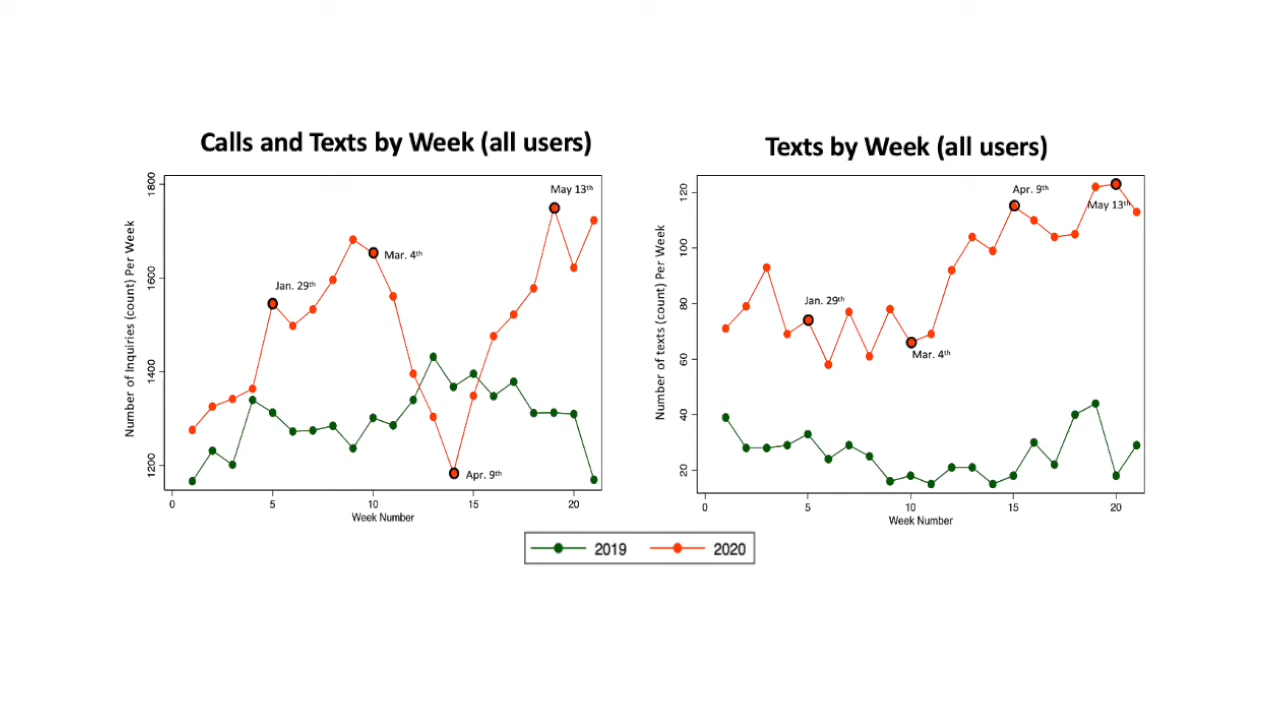 Calls and Texts by Week (all users)
Number of Inquiries (count) Per Week
1800
1600
1400
1200
May 13th
Jan. 29th
Mar. 4th
Apr. 9th
0 5 10 15 20
Week Number
Texts by Week (all users)
Number of texts (count) Per Week
120
100
80
60
40
20
Apr. 9th
May 13th
Jan. 29th
Mar. 4th
0 5 10 15 20
Week Number
2019 2020